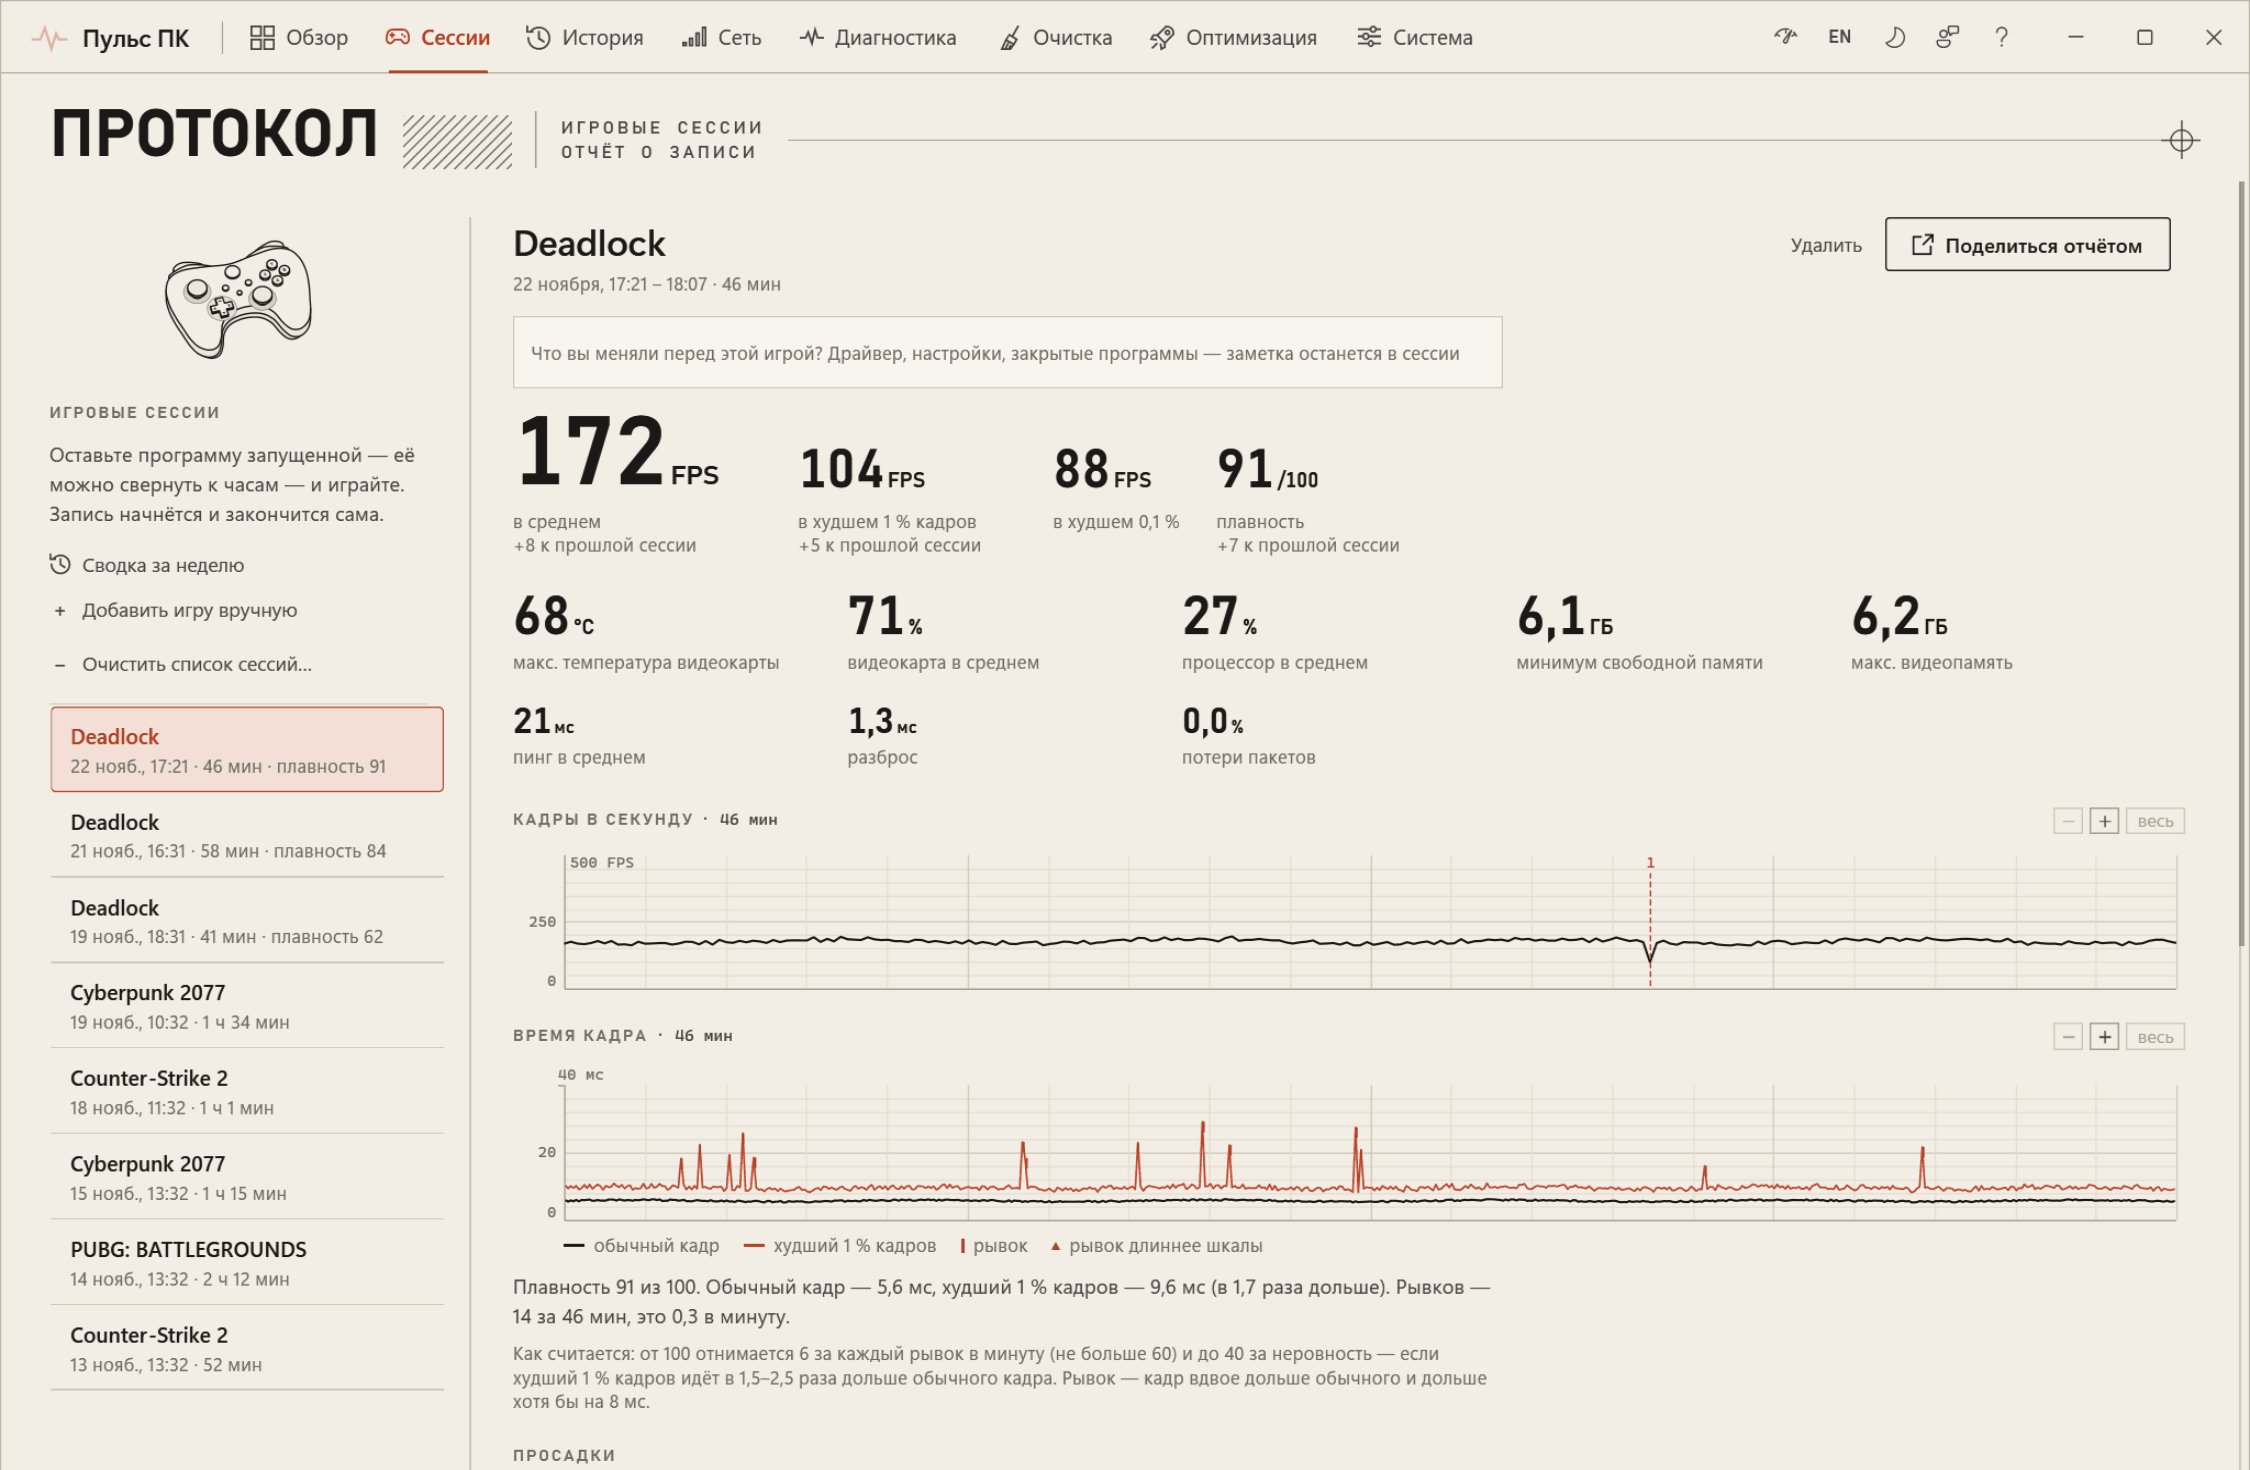 Пульс ПК
Обзор
Сессии
История
Сеть
Диагностика
Очистка
Оптимизация
Система
EN
ПРОТОКОЛ
ИГРОВЫЕ СЕССИИ
ОТЧЁТ О ЗАПИСИ
ИГРОВЫЕ СЕССИИ
Оставьте программу запущенной — её
можно свернуть к часам — и играйте.
Запись начнётся и закончится сама.
Сводка за неделю
+ Добавить игру вручную
– Очистить список сессий...
Deadlock
22 нояб., 17:21 · 46 мин · плавность 91
Deadlock
21 нояб., 16:31 · 58 мин · плавность 84
Deadlock
19 нояб., 18:31 · 41 мин · плавность 62
Cyberpunk 2077
19 нояб., 10:32 · 1 ч 34 мин
Counter-Strike 2
18 нояб., 11:32 · 1 ч 1 мин
Cyberpunk 2077
15 нояб., 13:32 · 1 ч 15 мин
PUBG: BATTLEGROUNDS
14 нояб., 13:32 · 2 ч 12 мин
Counter-Strike 2
13 нояб., 13:32 · 52 мин
Deadlock
22 ноября, 17:21 – 18:07 · 46 мин
Удалить
Поделиться отчётом
Что вы меняли перед этой игрой? Драйвер, настройки, закрытые программы — заметка останется в сессии
172 FPS
в среднем
+8 к прошлой сессии
104 FPS
в худшем 1 % кадров
+5 к прошлой сессии
88 FPS
в худшем 0,1 %
91 /100
плавность
+7 к прошлой сессии
68 °C
макс. температура видеокарты
71 %
видеокарта в среднем
27 %
процессор в среднем
6,1 ГБ
минимум свободной памяти
6,2 ГБ
макс. видеопамять
21 мс
пинг в среднем
1,3 мс
разброс
0,0 %
потери пакетов
КАДРЫ В СЕКУНДУ · 46 мин
− + весь
500 FPS
1
250
0
ВРЕМЯ КАДРА · 46 мин
− + весь
40 мс
20
0
обычный кадр
худший 1 % кадров
рывок
рывок длиннее шкалы
Плавность 91 из 100. Обычный кадр — 5,6 мс, худший 1 % кадров — 9,6 мс (в 1,7 раза дольше). Рывков —
14 за 46 мин, это 0,3 в минуту.
Как считается: от 100 отнимается 6 за каждый рывок в минуту (не больше 60) и до 40 за неровность — если
худший 1 % кадров идёт в 1,5–2,5 раза дольше обычного кадра. Рывок — кадр вдвое дольше обычного и дольше
хотя бы на 8 мс.
ПРОСАДКИ